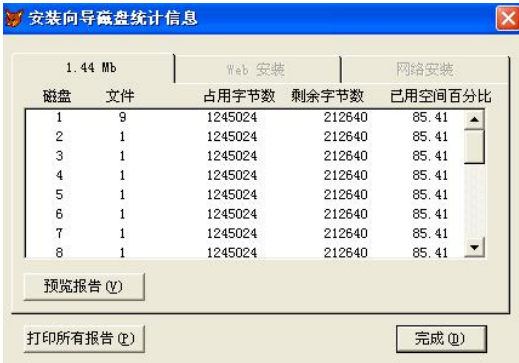 安装向导磁盘统计信息
1.44 Mb Web 安装 网络安装
磁盘 文件 占用字节数 剩余字节数 已用空间百分比
1 9 1245024 212640 85.41
2 1 1245024 212640 85.41
3 1 1245024 212640 85.41
4 1 1245024 212640 85.41
5 1 1245024 212640 85.41
6 1 1245024 212640 85.41
7 1 1245024 212640 85.41
8 1 1245024 212640 85.41
预览报告(V)
打印所有报告(P) 完成(D)